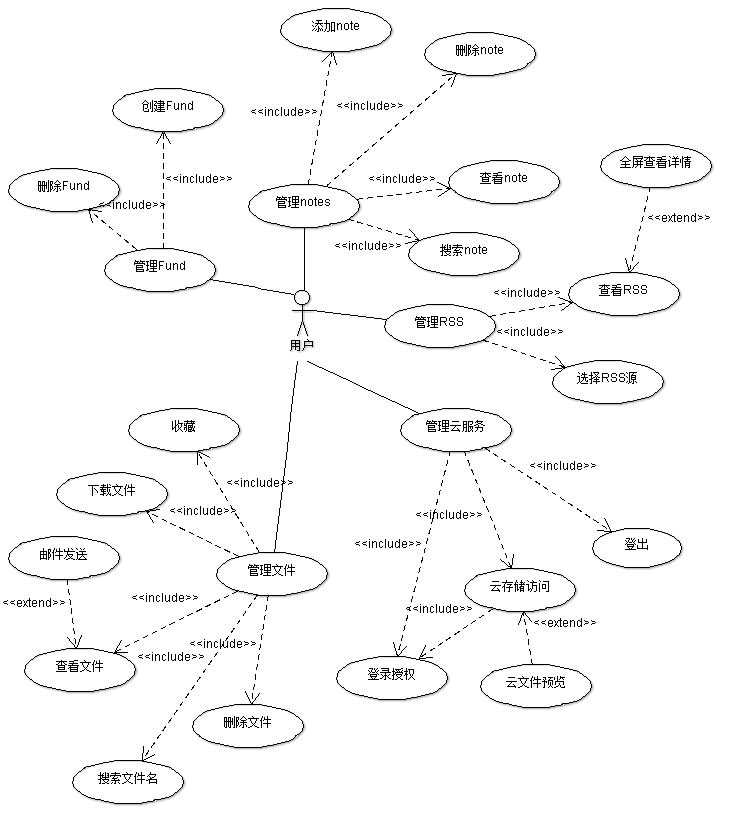 添加note
删除note
<<include>>
<<include>>
创建Fund
删除Fund
<<include>>
<<include>>
管理Fund
管理notes
<<include>>
查看note
<<include>>
搜索note
全屏查看详情
<<extend>>
用户
管理RSS
<<include>>
查看RSS
<<include>>
选择RSS源
收藏
下载文件
<<include>>
<<include>>
邮件发送
<<extend>>
管理文件
<<include>>
<<include>>
<<include>>
查看文件
删除文件
搜索文件名
管理云服务
<<include>>
<<include>>
<<include>>
登出
云存储访问
<<include>>
<<extend>>
登录授权
云文件预览